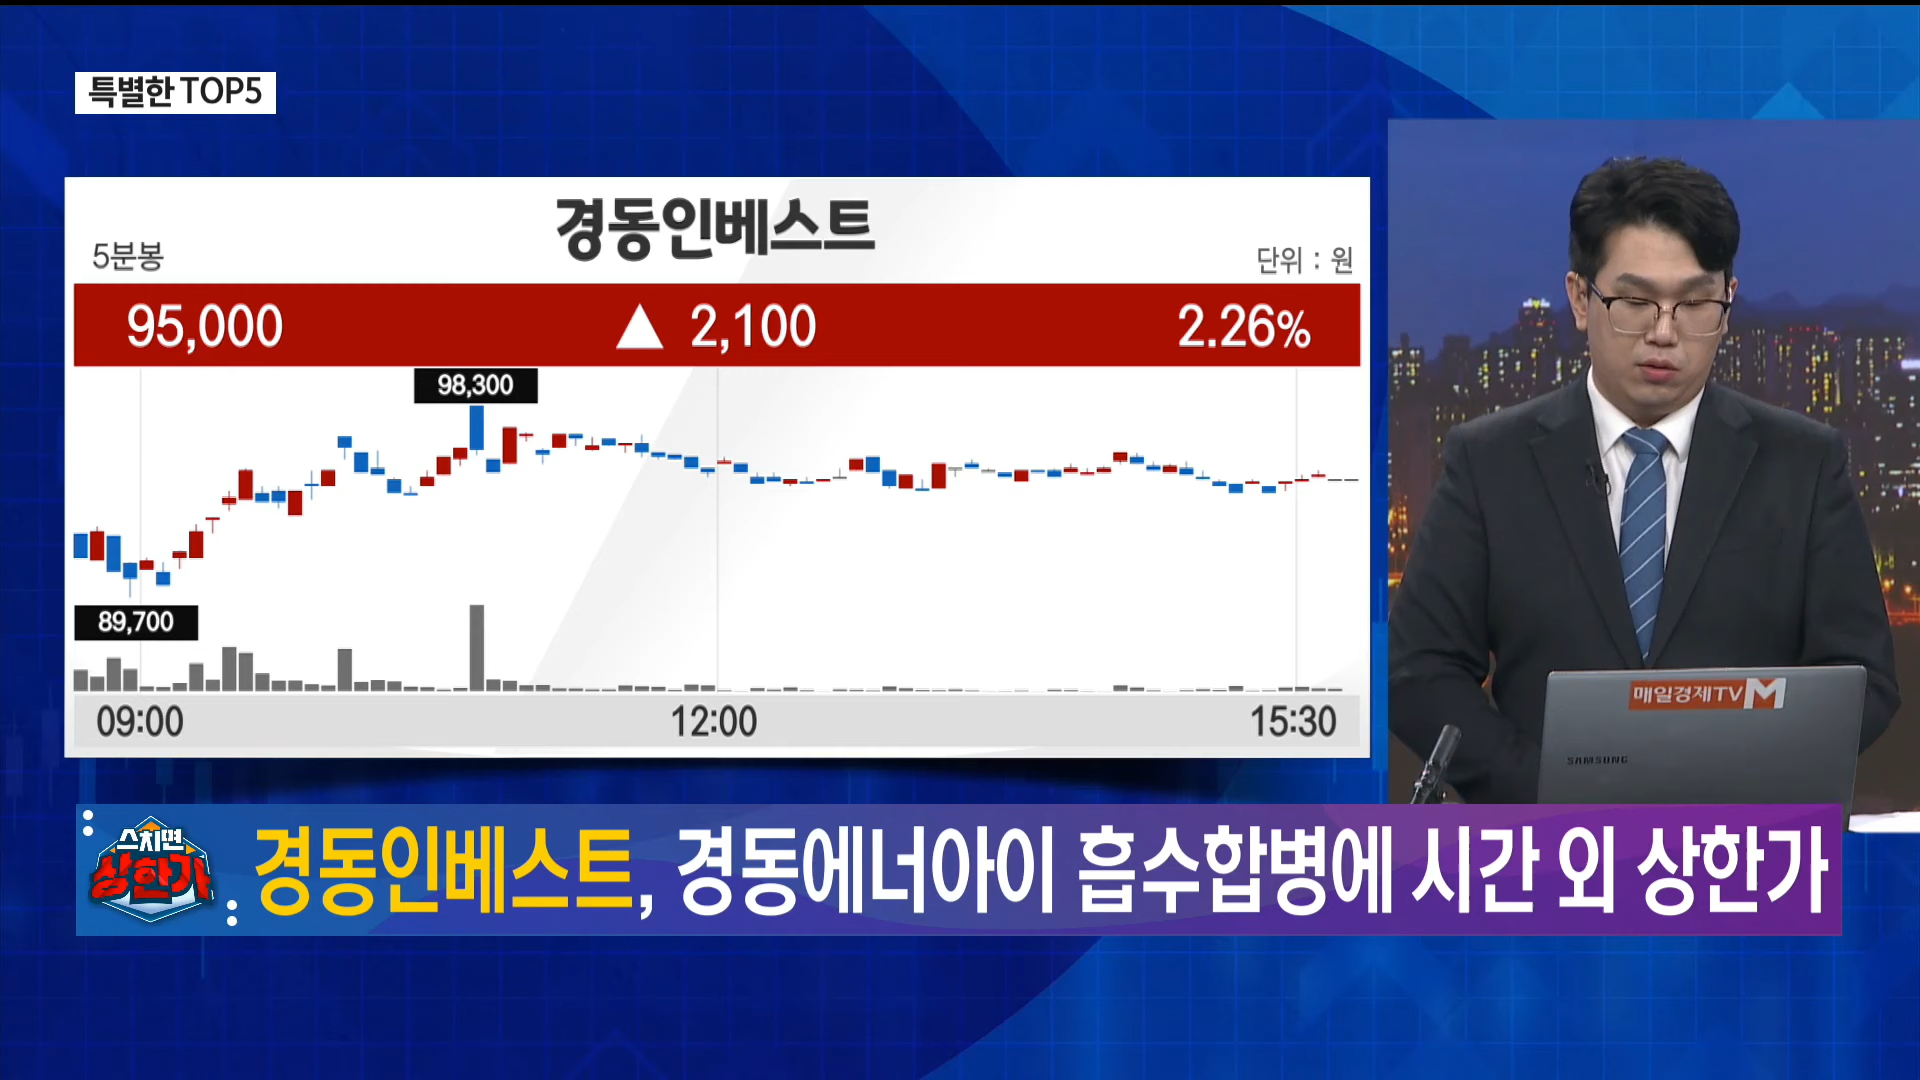 특별한 TOP5
경동인베스트
5분봉
단위 : 원
95,000 ▲ 2,100 2.26%
98,300
89,700
09:00 12:00 15:30
매일경제TV M
SAMSUNG
스치면
상한가
경동인베스트, 경동에너아이 흡수합병에 시간 외 상한가